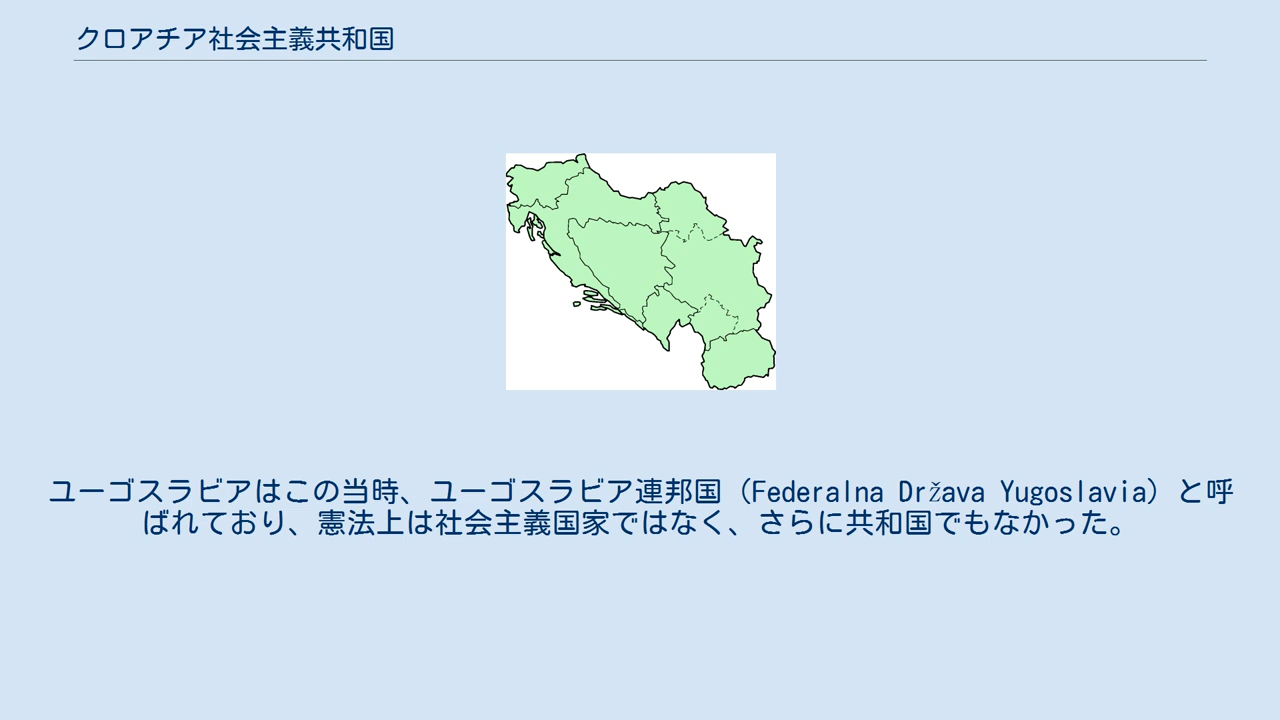 クロアチア社会主義共和国
ユーゴスラビアはこの当時、ユーゴスラビア連邦国（Federalna Država Yugoslavia）と呼
ばれており、憲法上は社会主義国家ではなく、さらに共和国でもなかった。